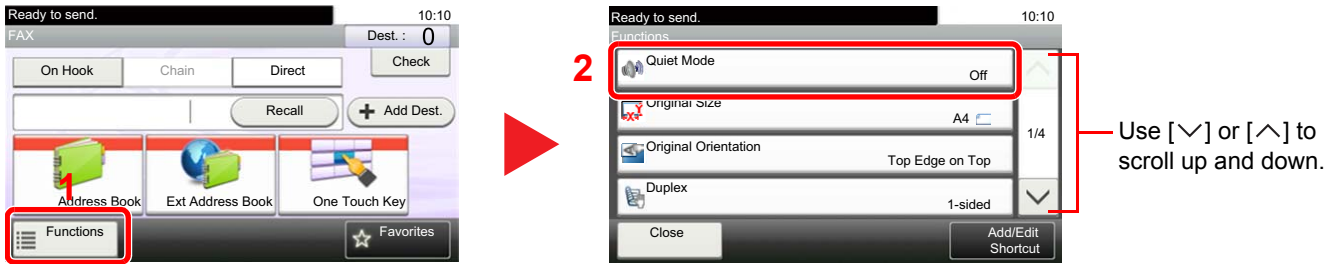 Ready to send.
10:10
FAX
Dest. : 0
On Hook
Chain
Direct
Check
Recall
Add Dest.
1
Address Book
Ext Address Book
One Touch Key
Functions
Favorites
Ready to send.
10:10
Functions
2
Quiet Mode
Off
Original Size
A4
1/4
Original Orientation
Top Edge on Top
Duplex
1-sided
Close
Add/Edit
Shortcut
Use [∨] or [∧] to
scroll up and down.